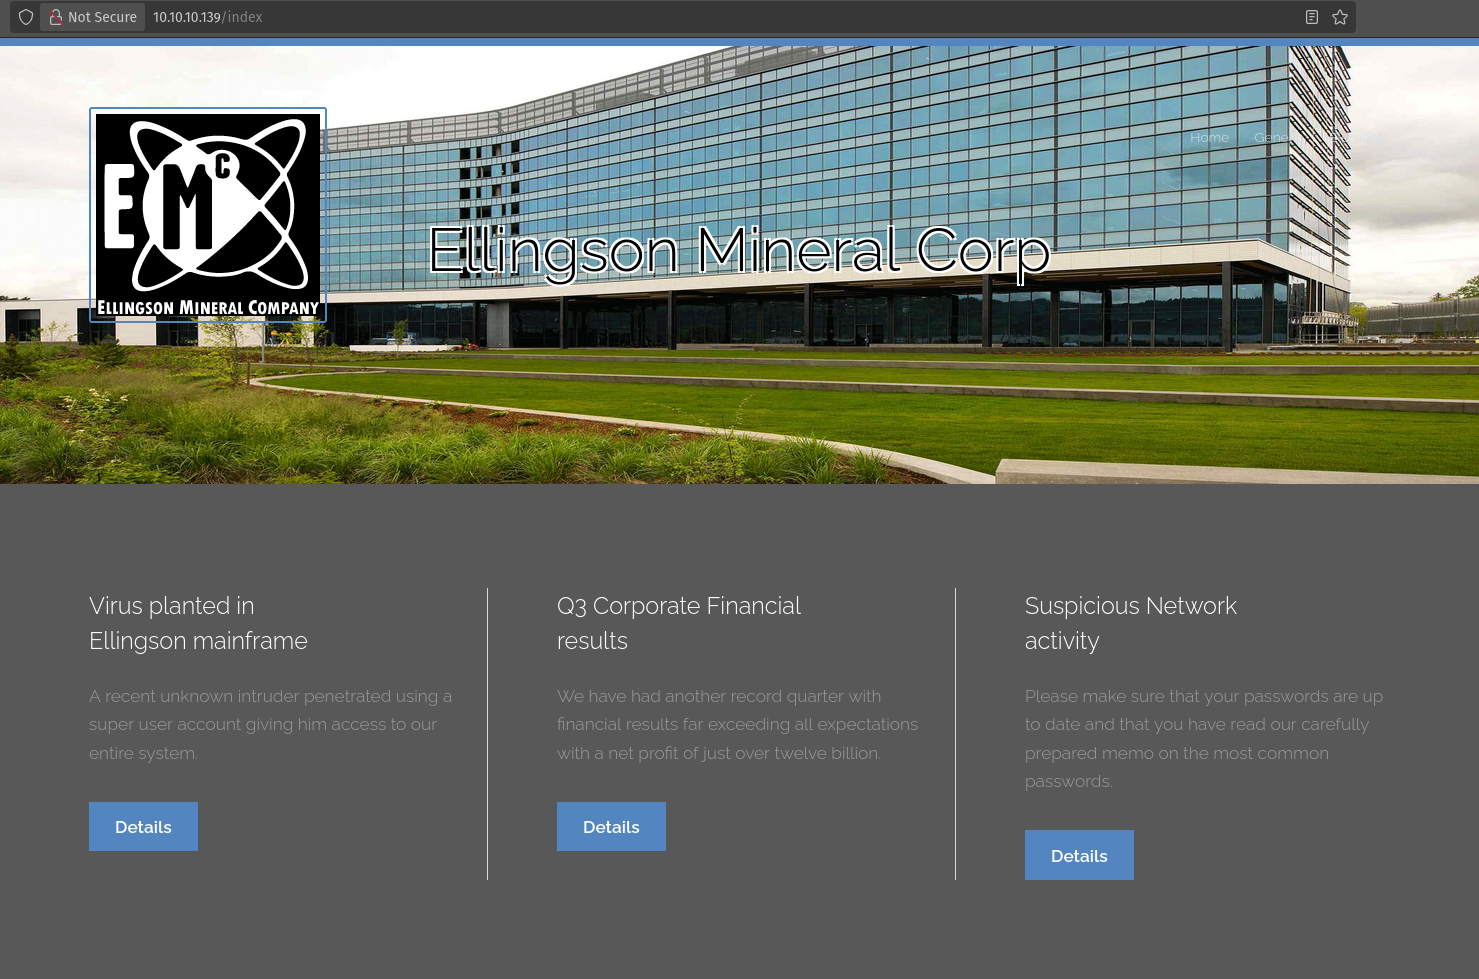 Not Secure 10.10.10.139/index
Home
EMC
Ellingson Mineral Corp
ELLINGSON MINERAL COMPANY
Virus planted in
Ellingson mainframe
A recent unknown intruder penetrated using a
super user account giving him access to our
entire system.
Details
Q3 Corporate Financial
results
We have had another record quarter with
financial results far exceeding all expectations
with a net profit of just over twelve billion.
Details
Suspicious Network
activity
Please make sure that your passwords are up
to date and that you have read our carefully
prepared memo on the most common
passwords.
Details